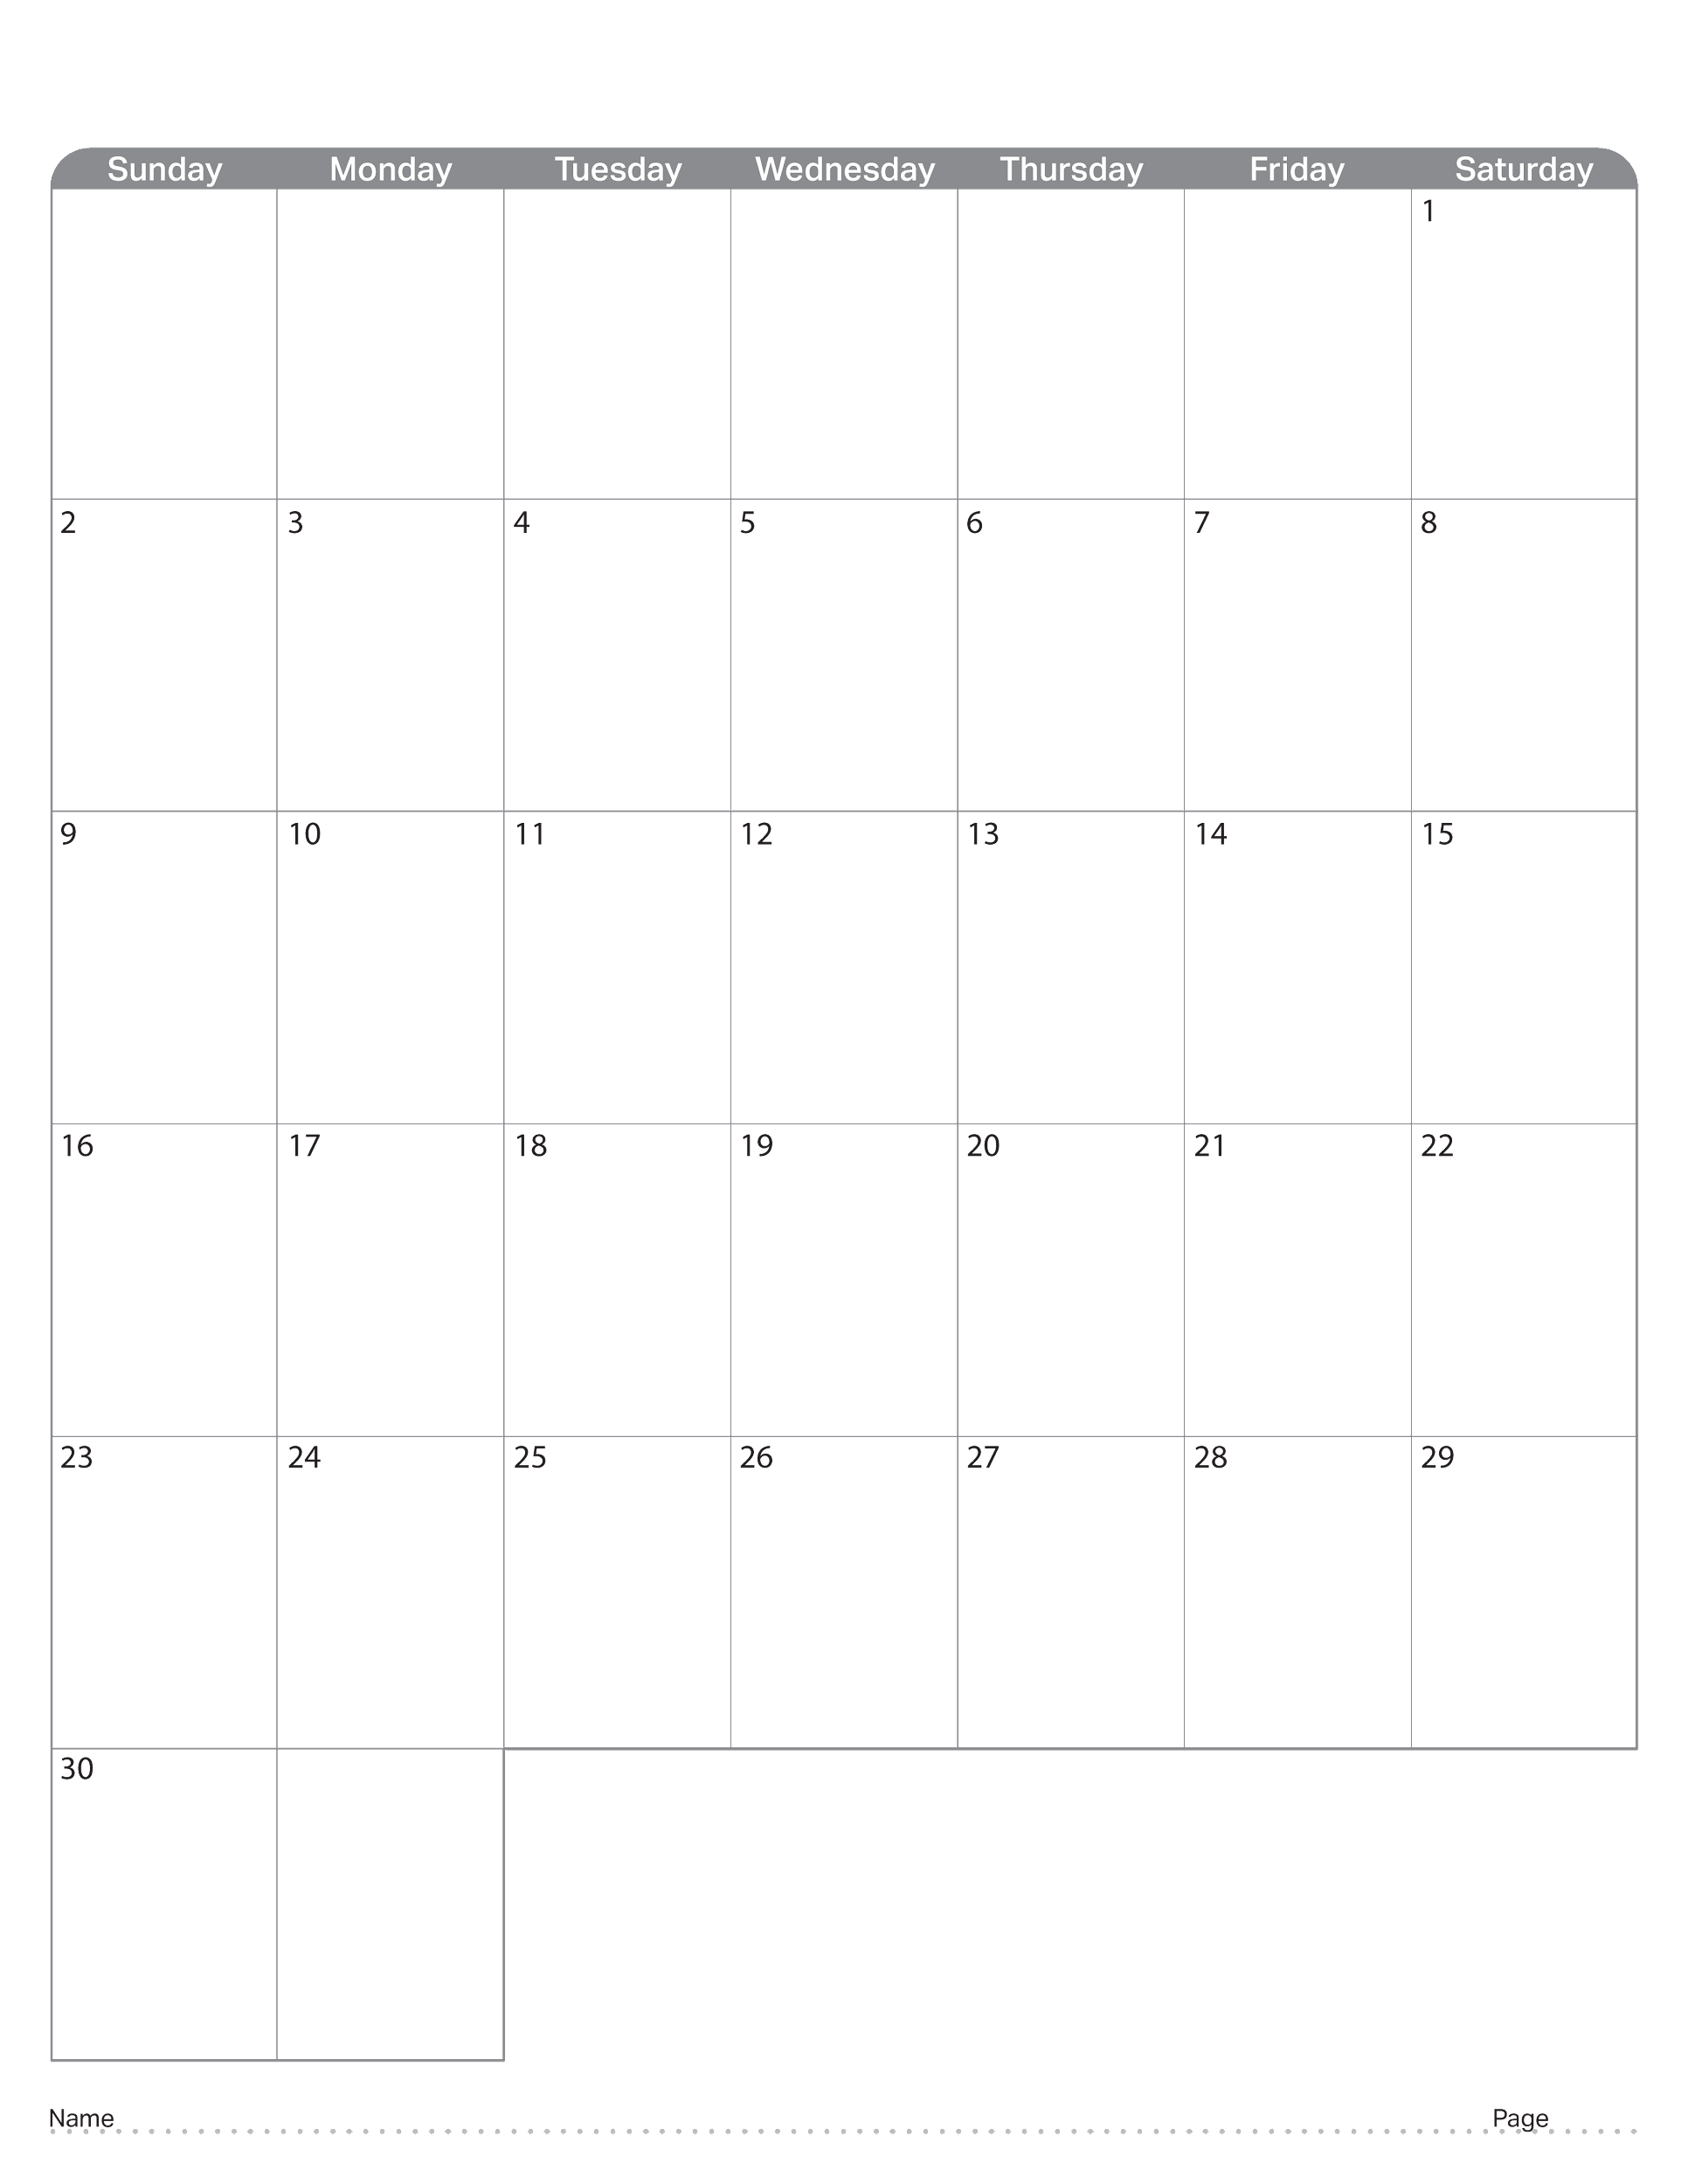 Sunday Monday Tuesday Wednesday Thursday Friday Saturday
1
2 3 4 5 6 7 8
9 10 11 12 13 14 15
16 17 18 19 20 21 22
23 24 25 26 27 28 29
30
Name Page